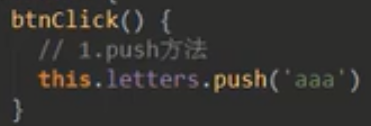 btnClick() {
// 1.push方法
this.letters.push('aaa')
}